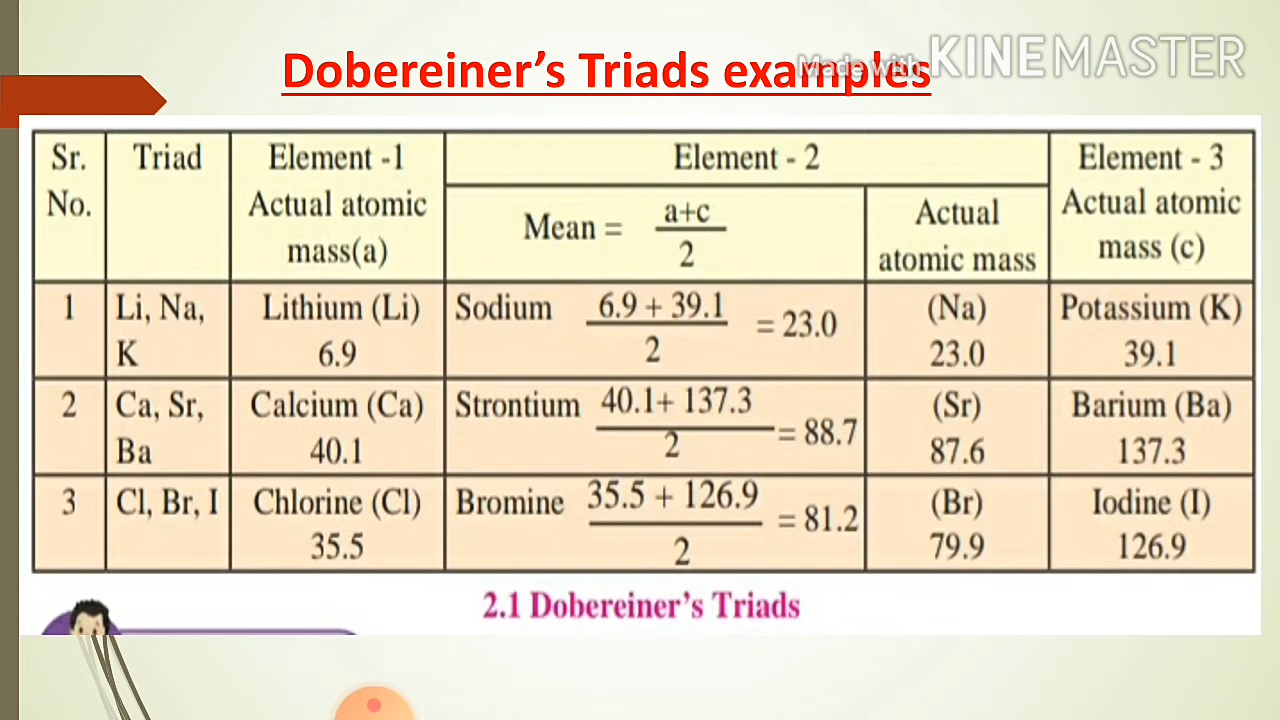 Dobereiner's Triads examples
Made with KINEMASTER
Sr. No. Triad Element -1 Actual atomic mass(a) Element - 2 Element - 3 Actual atomic mass (c)
Mean = a+c / 2 Actual atomic mass
1 Li, Na, K Lithium (Li) 6.9 Sodium 6.9 + 39.1 / 2 = 23.0 (Na) 23.0 Potassium (K) 39.1
2 Ca, Sr, Ba Calcium (Ca) 40.1 Strontium 40.1+ 137.3 / 2 = 88.7 (Sr) 87.6 Barium (Ba) 137.3
3 Cl, Br, I Chlorine (Cl) 35.5 Bromine 35.5 + 126.9 / 2 = 81.2 (Br) 79.9 Iodine (I) 126.9
2.1 Dobereiner's Triads